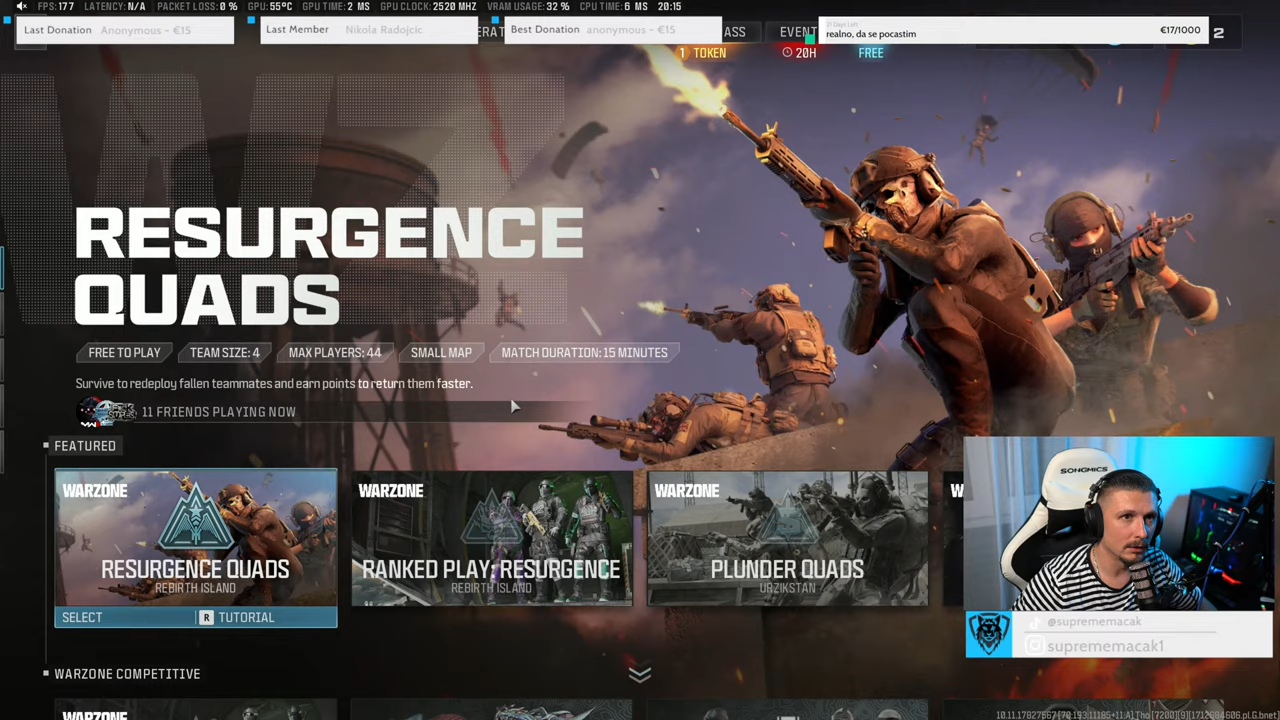 FPS: 177 LATENCY: N/A PACKET LOSS: 0 % GPU: 55°C GPU TIME: 2 MS GPU CLOCK: 2520 MHZ VRAM USAGE: 32 % CPU TIME: 6 MS 20:15
Last Donation Anonymous - €15
Last Member Nikola Radojcic
Best Donation anonymous - €15
ASS
EVENT
21 Days Left
realno, da se pocastim
€17/1000
2
1 TOKEN
20H
FREE
RESURGENCE
QUADS
FREE TO PLAY
TEAM SIZE: 4
MAX PLAYERS: 44
SMALL MAP
MATCH DURATION: 15 MINUTES
Survive to redeploy fallen teammates and earn points to return them faster.
11 FRIENDS PLAYING NOW
FEATURED
WARZONE
RESURGENCE QUADS
REBIRTH ISLAND
SELECT
R TUTORIAL
WARZONE
RANKED PLAY: RESURGENCE
REBIRTH ISLAND
WARZONE
PLUNDER QUADS
URZIKSTAN
W
SONGMICS
@suprememacak
suprememacak1
WARZONE COMPETITIVE
WARZONE